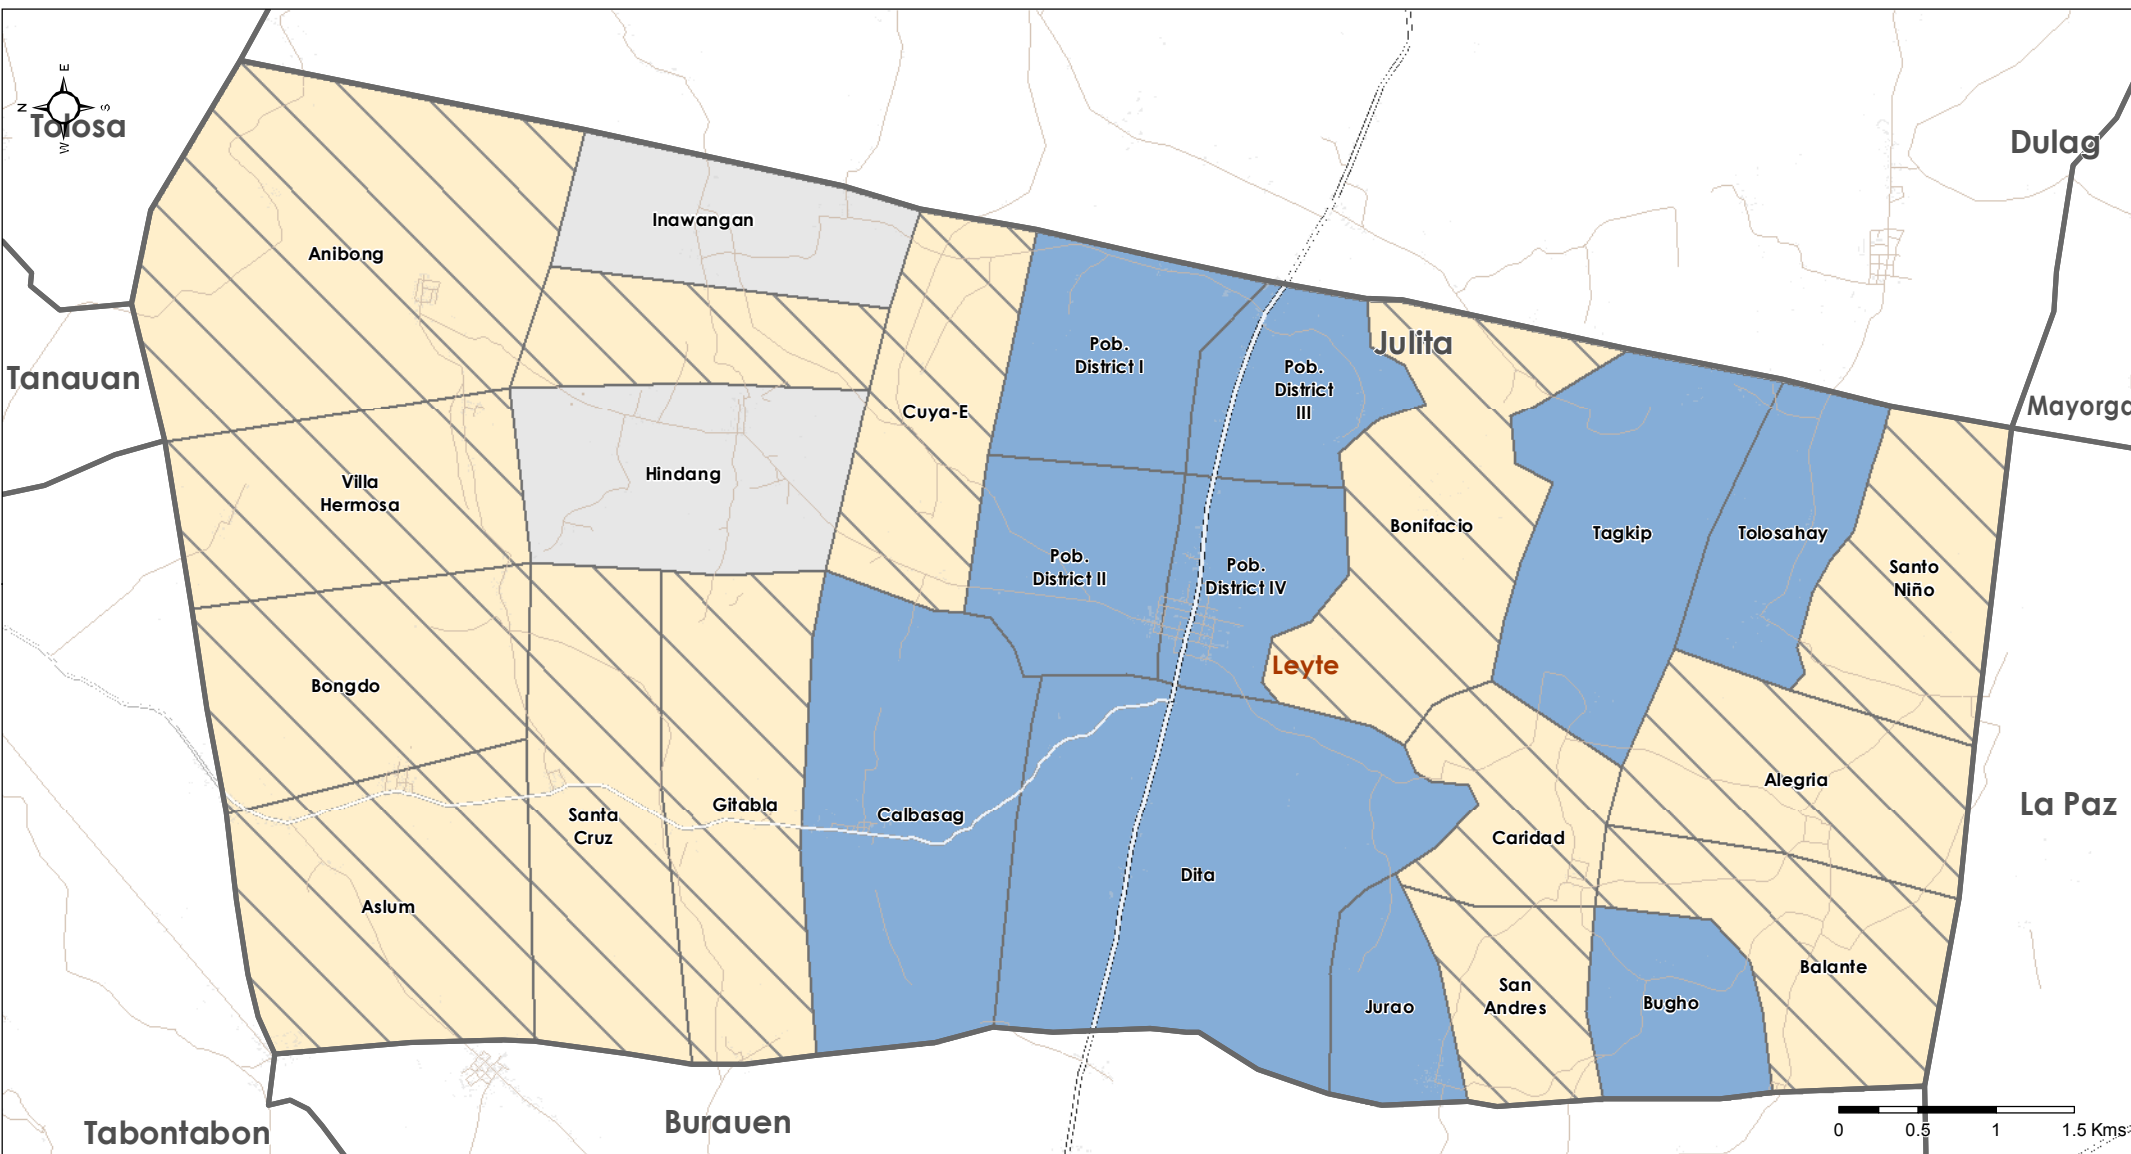 E
N
S
W
Tolosa
Dulag
Inawangan
Anibong
Pob.
District I
Julita
Pob.
District
III
Tanauan
Mayorga
Cuya-E
Hindang
Villa
Hermosa
Bonifacio
Tagkip
Tolosahay
Pob.
District II
Pob.
District IV
Santo
Niño
Leyte
Bongdo
Alegria
Gitabla
La Paz
Santa
Cruz
Calbasag
Caridad
Dita
Aslum
Balante
San
Andres
Jurao
Bugho
Burauen
Tabontabon
0
0.5
1
1.5 Kms